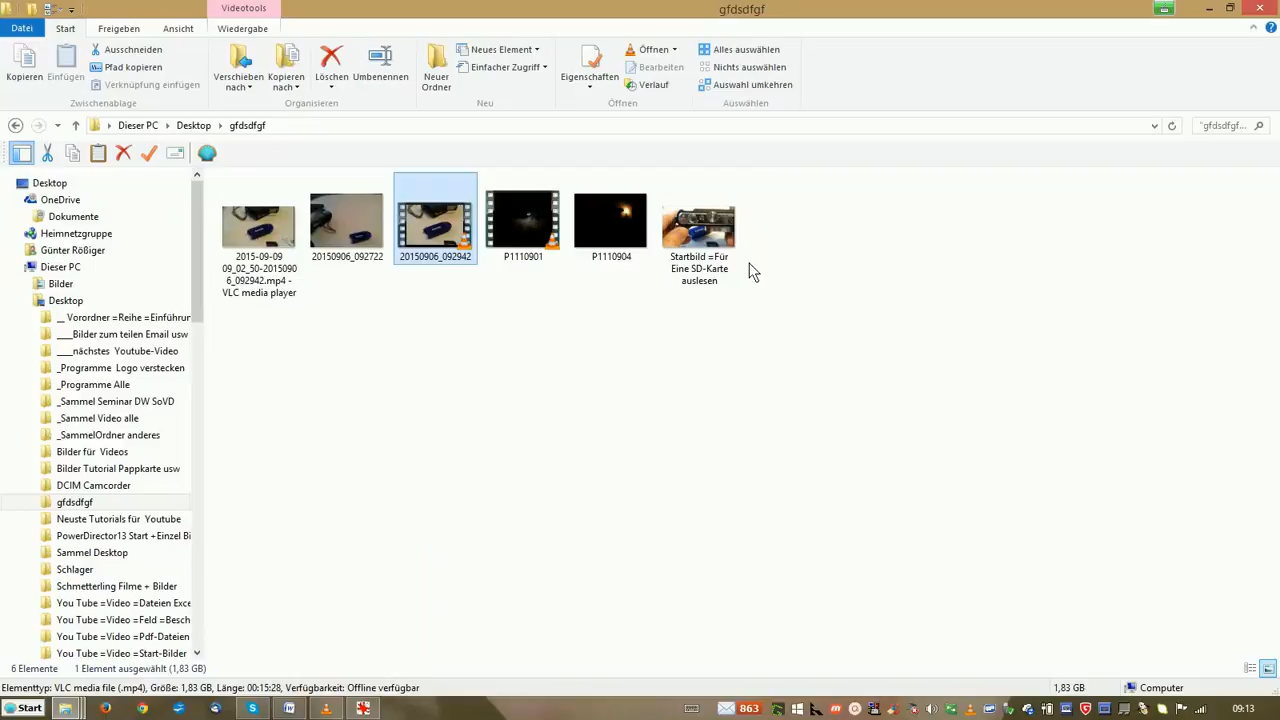 Videotools
gfdsdfgf
Datei
Start
Freigeben
Ansicht
Wiedergabe
Kopieren
Einfügen
Ausschneiden
Pfad kopieren
Verknüpfung einfügen
Zwischenablage
Verschieben nach
Kopieren nach
Löschen
Umbenennen
Organisieren
Neuer Ordner
Neues Element
Einfacher Zugriff
Neu
Eigenschaften
Öffnen
Bearbeiten
Verlauf
Öffnen
Alles auswählen
Nichts auswählen
Auswahl umkehren
Auswählen
Dieser PC
Desktop
gfdsdfgf
"gfdsdfgf...
Desktop
OneDrive
Dokumente
Heimnetzgruppe
Günter Rößiger
Dieser PC
Bilder
Desktop
__ Vorordner =Reihe =Einführun
___Bilder zum teilen Email usw
___nächstes Youtube-Video
_Programme Logo verstecken
_Programme Alle
_Sammel Seminar DW SoVD
_Sammel Video alle
_SammelOrdner anderes
Bilder für Videos
Bilder Tutorial Pappkarte usw
DCIM Camcorder
gfdsdfgf
Neuste Tutorials für Youtube
PowerDirector13 Start +Einzel Bi
Sammel Desktop
Schlager
Schmetterling Filme + Bilder
You Tube =Video =Dateien Exce
You Tube =Video =Feld =Besch
You Tube =Video =Pdf-Dateien
You Tube =Video =Start-Bilder
2015-09-09
09_02_50-2015090
6_092942.mp4 -
VLC media player
20150906_092722
20150906_092942
P1110901
P1110904
Startbild =Für
Eine SD-Karte
auslesen
6 Elemente
1 Element ausgewählt (1,83 GB)
Elementtyp: VLC media file (.mp4), Größe: 1,83 GB, Länge: 00:15:28, Verfügbarkeit: Offline verfügbar
1,83 GB
Computer
Start
863
09:13